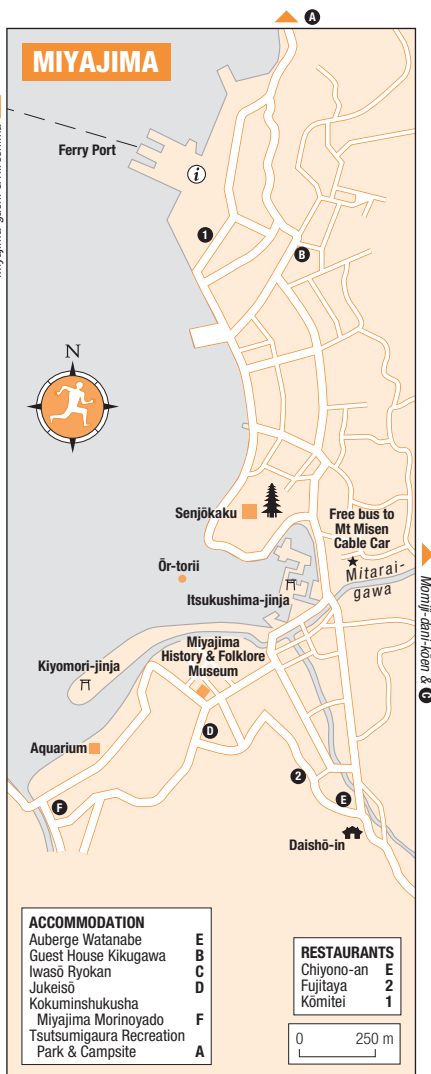 A
MIYAJIMA
Ferry Port
i
1
B
N
Senjōkaku
Free bus to
Mt Misen
Cable Car
Ōr-torii
Mitarai-
gawa
Itsukushima-jinja
Momiji-dani-kōen & C
Miyajima
History & Folklore
Museum
Kiyomori-jinja
D
Aquarium
2
F
E
Daishō-in
ACCOMMODATION
Auberge Watanabe E
Guest House Kikugawa B
Iwasō Ryokan C
Jukeisō D
Kokuminshukusha
Miyajima Morinoyado F
Tsutsumigaura Recreation
Park & Campsite A
RESTAURANTS
Chiyono-an E
Fujitaya 2
Kōmitei 1
0 250 m